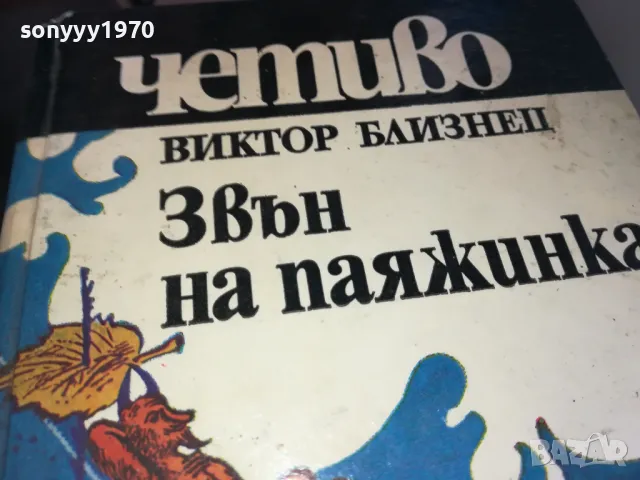 sonyyy1970
четиво
ВИКТОР БЛИЗНЕЦ
Звън
на паяжинка
BAZAR